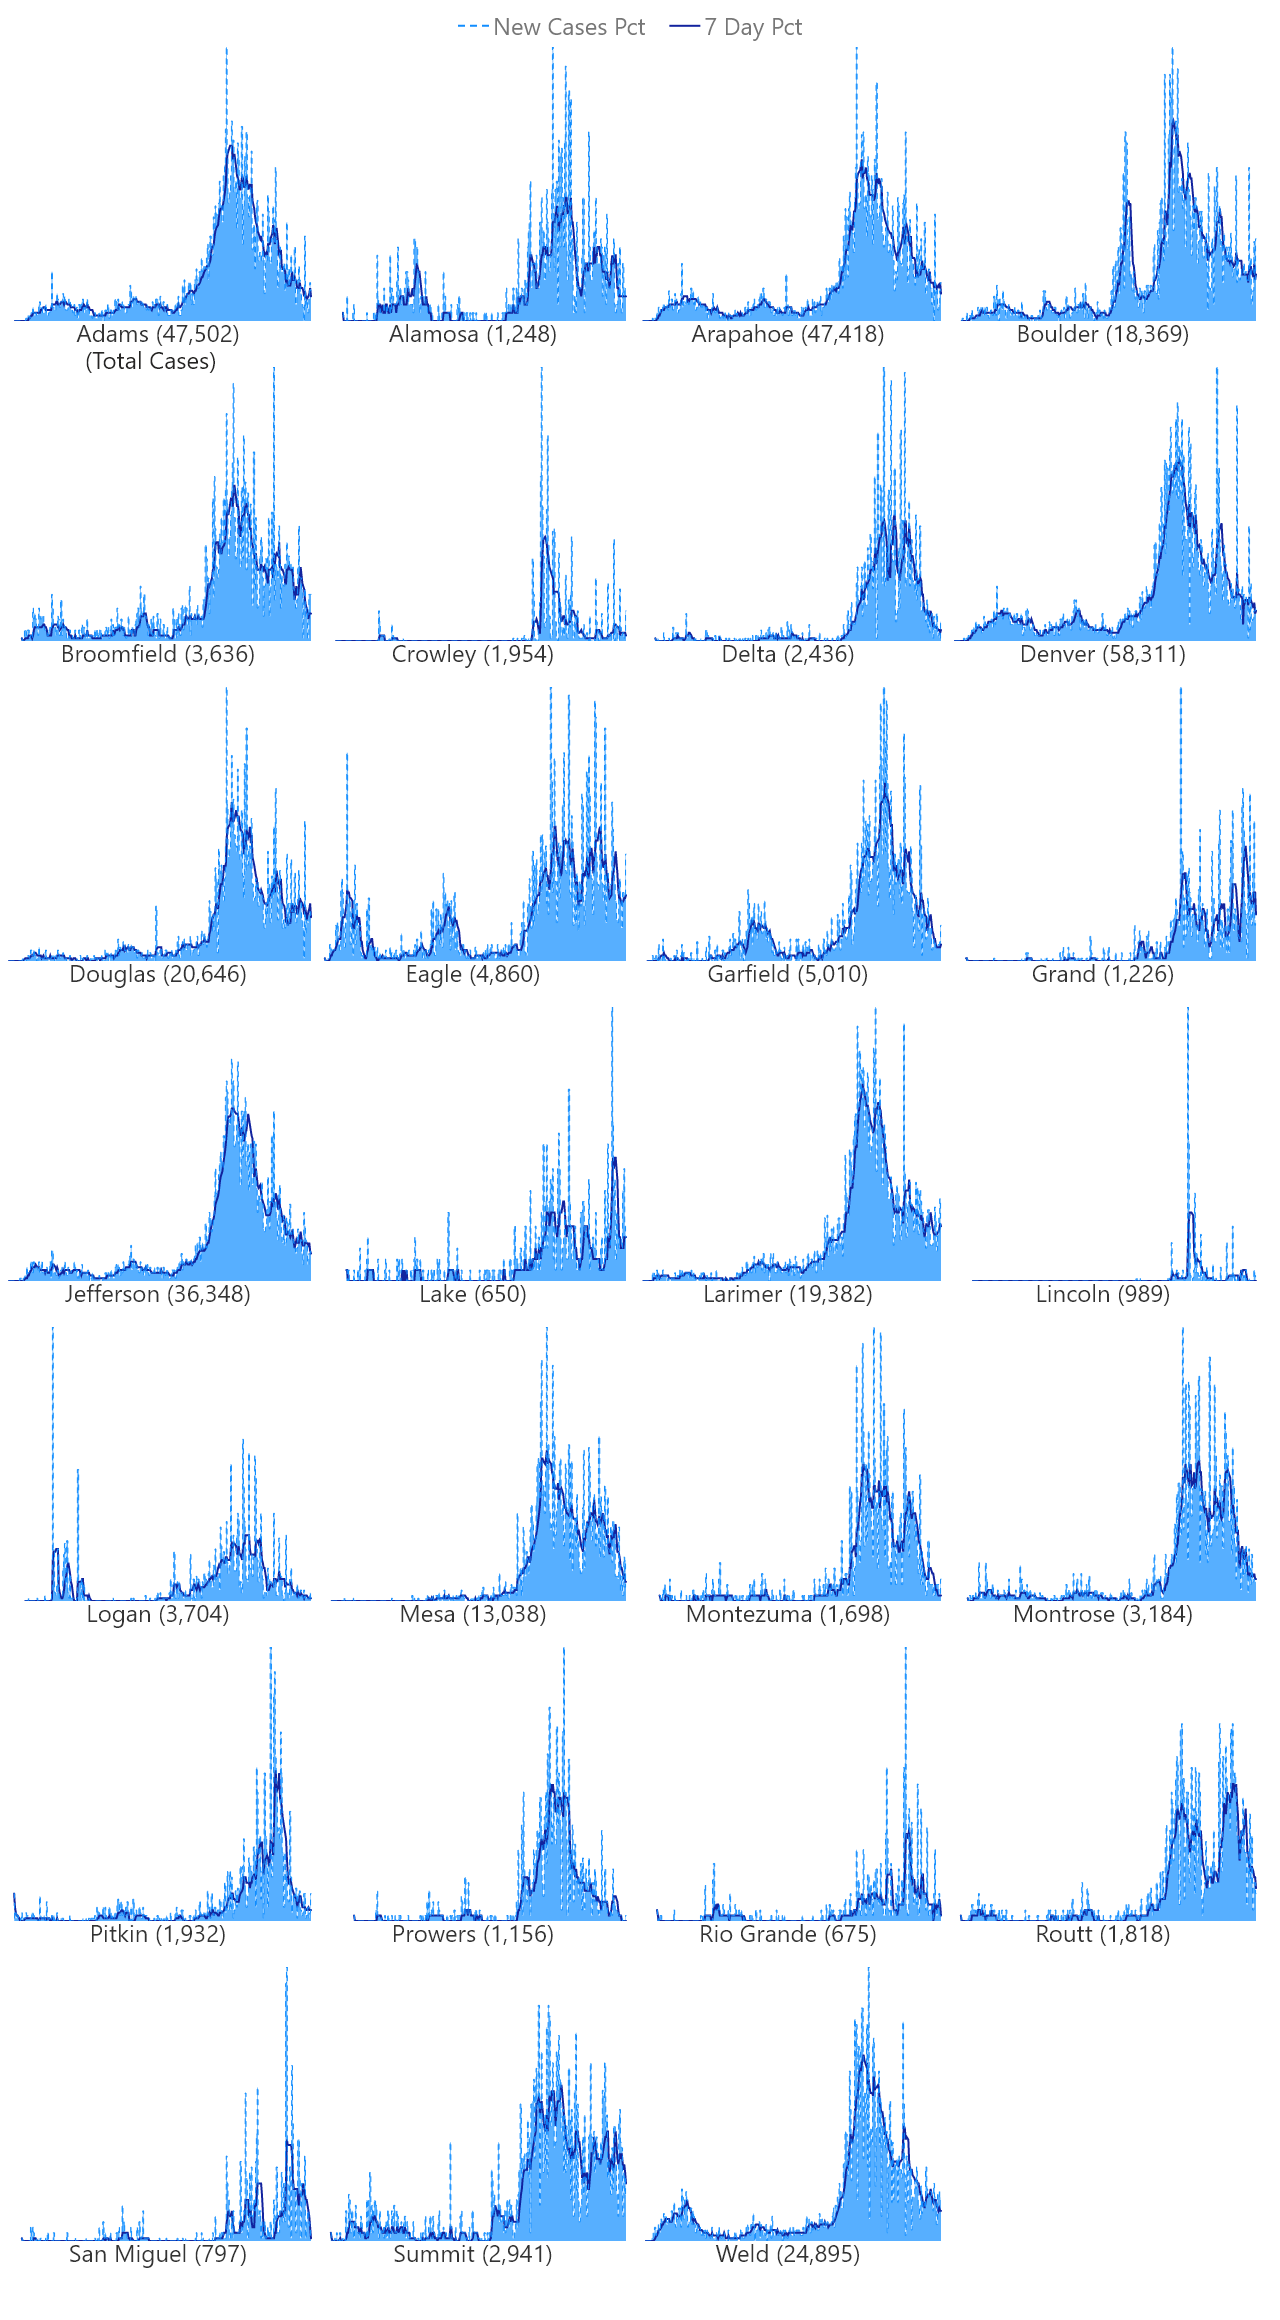 New Cases Pct 7 Day Pct
Adams (47,502) Alamosa (1,248) Arapahoe (47,418) Boulder (18,369)
(Total Cases)
Broomfield (3,636) Crowley (1,954) Delta (2,436) Denver (58,311)
Douglas (20,646) Eagle (4,860) Garfield (5,010) Grand (1,226)
Jefferson (36,348) Lake (650) Larimer (19,382) Lincoln (989)
Logan (3,704) Mesa (13,038) Montezuma (1,698) Montrose (3,184)
Pitkin (1,932) Prowers (1,156) Rio Grande (675) Routt (1,818)
San Miguel (797) Summit (2,941) Weld (24,895)